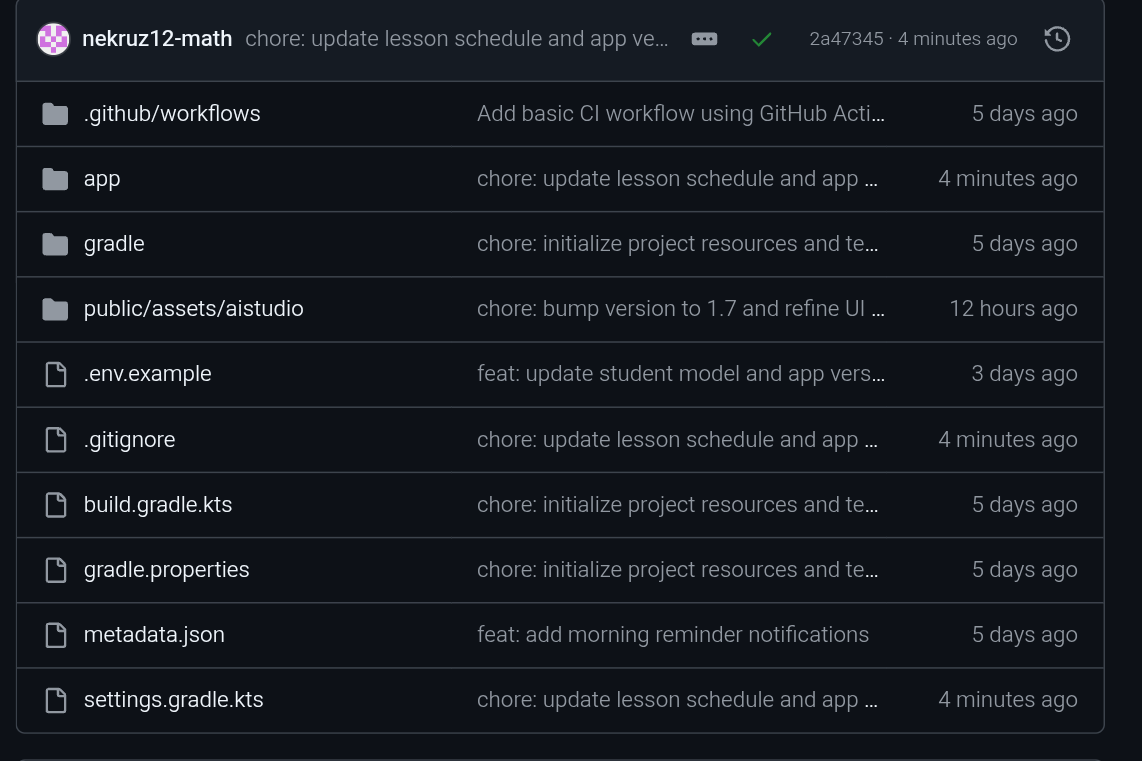 nekruz12-math chore: update lesson schedule and app ve... 2a47345 · 4 minutes ago
.github/workflows Add basic CI workflow using GitHub Acti... 5 days ago
app chore: update lesson schedule and app ... 4 minutes ago
gradle chore: initialize project resources and te... 5 days ago
public/assets/aistudio chore: bump version to 1.7 and refine UI ... 12 hours ago
.env.example feat: update student model and app vers... 3 days ago
.gitignore chore: update lesson schedule and app ... 4 minutes ago
build.gradle.kts chore: initialize project resources and te... 5 days ago
gradle.properties chore: initialize project resources and te... 5 days ago
metadata.json feat: add morning reminder notifications 5 days ago
settings.gradle.kts chore: update lesson schedule and app ... 4 minutes ago